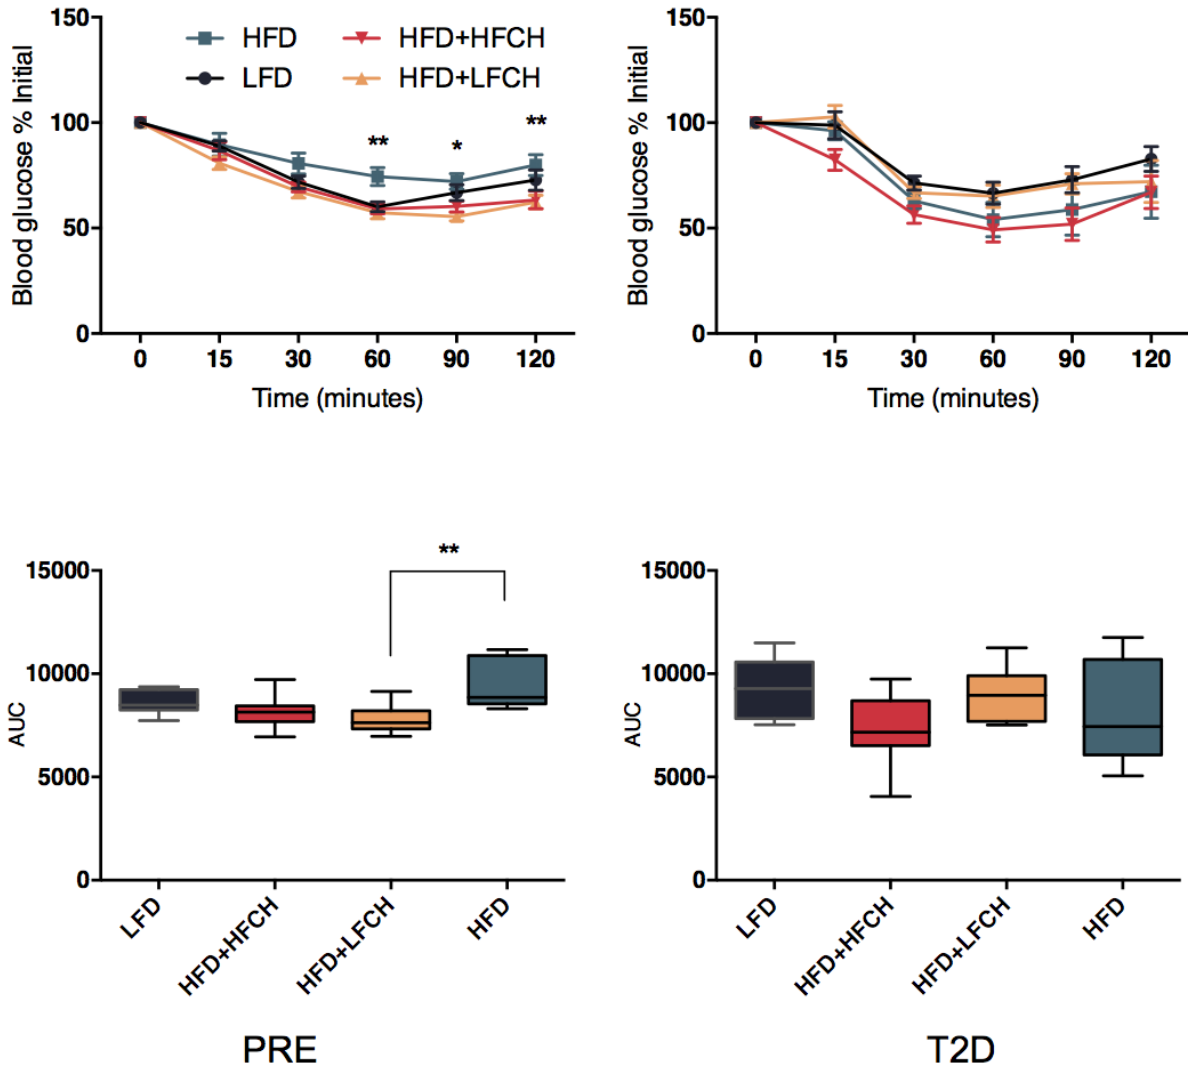 150
100
50
0
Blood glucose % Initial
HFD
HFD+HFCH
LFD
HFD+LFCH
**
*
**
0 15 30 60 90 120
Time (minutes)
150
100
50
0
Blood glucose % Initial
0 15 30 60 90 120
Time (minutes)
15000
10000
5000
0
AUC
**
LFD
HFD+HFCH
HFD+LFCH
HFD
PRE
15000
10000
5000
0
AUC
LFD
HFD+HFCH
HFD+LFCH
HFD
T2D